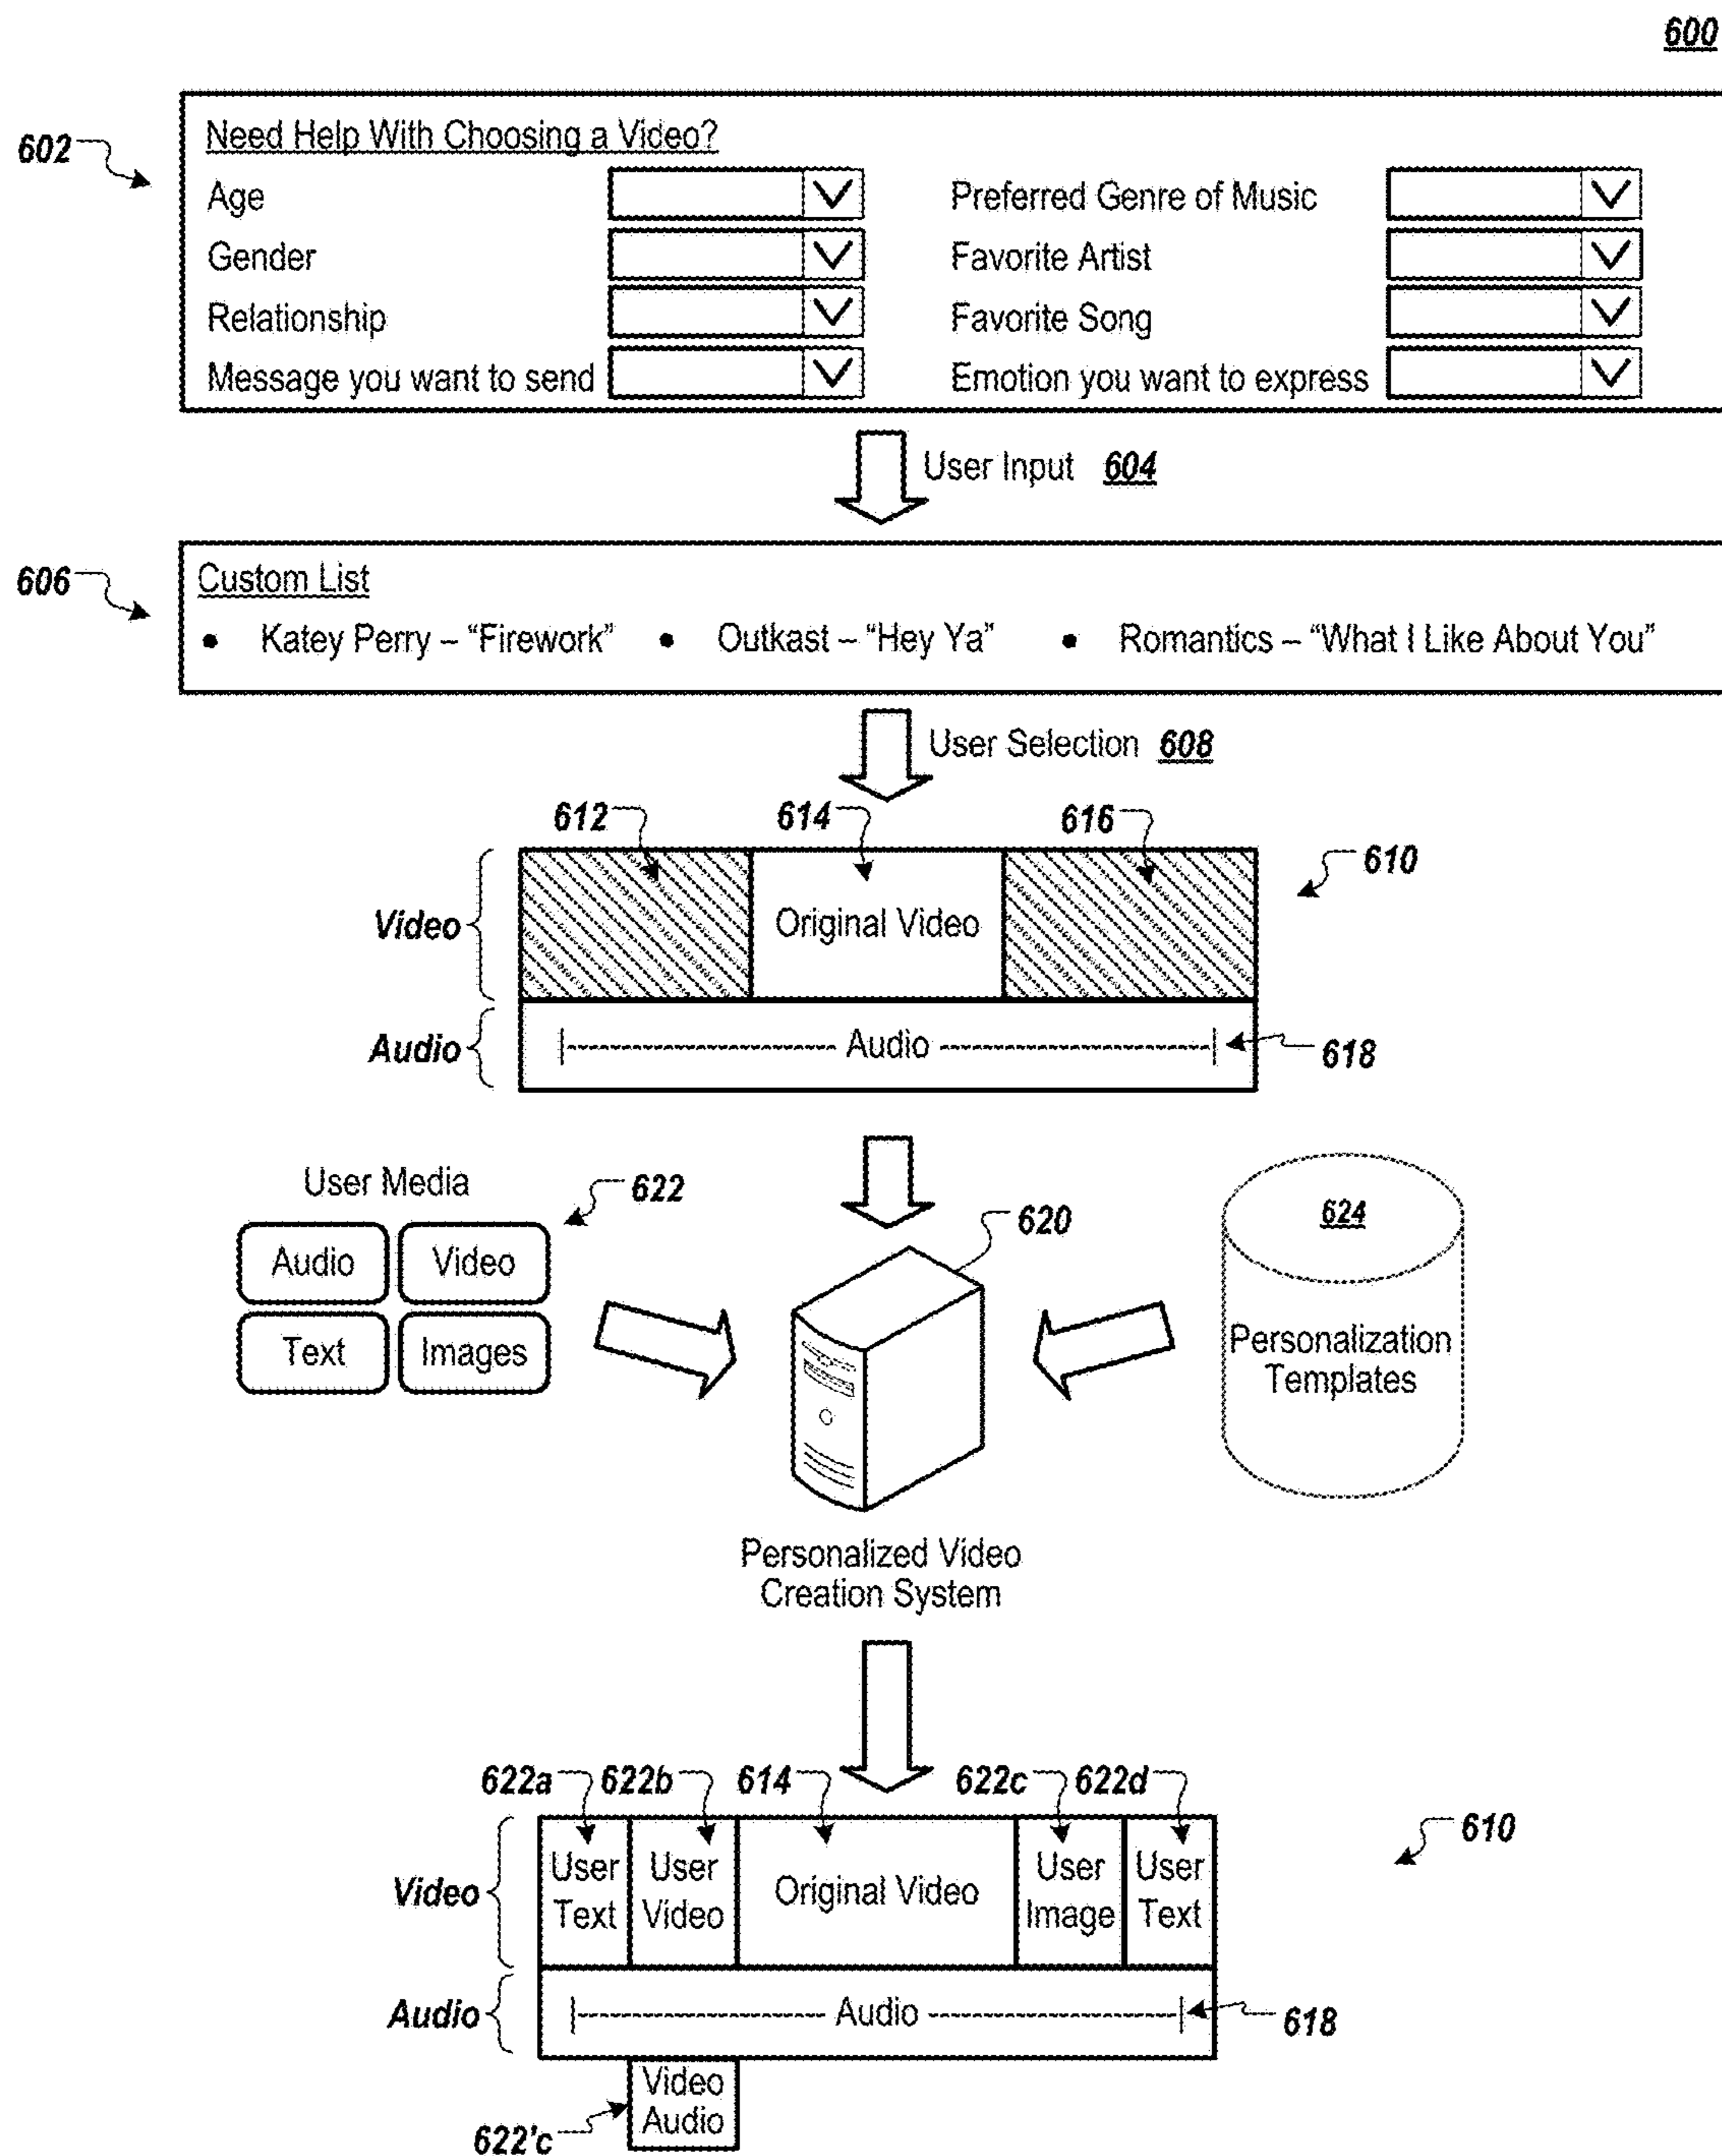 600
602
Need Help With Choosing a Video?
Age
Preferred Genre of Music
Gender
Favorite Artist
Relationship
Favorite Song
Message you want to send
Emotion you want to express
User Input 604
606
Custom List
• Katey Perry – “Firework” • Outkast – “Hey Ya” • Romantics – “What I Like About You”
User Selection 608
612
614
616
610
Video
Original Video
Audio
Audio
618
User Media
622
Audio
Video
Text
Images
620
624
Personalization
Templates
Personalized Video
Creation System
622a
622b
614
622c
622d
610
Video
User
Text
User
Video
Original Video
User
Image
User
Text
Audio
Audio
618
Video
Audio
622'c